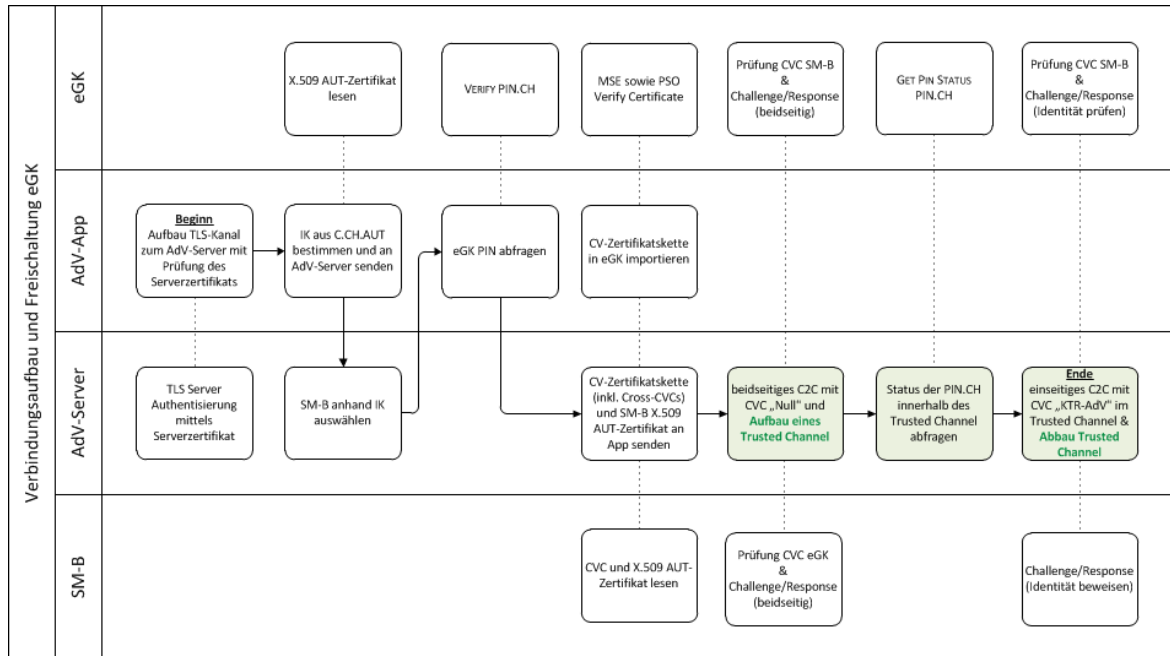 Verbindungsaufbau und Freischaltung eGK
eGK
X.509 AUT-Zertifikat
lesen
VERIFY PIN.CH
MSE sowie PSO
Verify Certificate
Prüfung CVC SM-B
&
Challenge/Response
(beidseitig)
GET PIN STATUS
PIN.CH
Prüfung CVC SM-B
&
Challenge/Response
(Identität prüfen)
AdV-App
Beginn
Aufbau TLS-Kanal
zum AdV-Server mit
Prüfung des
Serverzertifikats
IK aus C.CH.AUT
bestimmen und an
AdV-Server senden
eGK PIN abfragen
CV-Zertifikatskette
in eGK importieren
AdV-Server
TLS Server
Authentisierung
mittels
Serverzertifikat
SM-B anhand IK
auswählen
CV-Zertifikatskette
(inkl. Cross-CVCs)
und SM-B X.509
AUT-Zertifikat an
App senden
beidseitiges C2C mit
CVC „Null" und
Aufbau eines
Trusted Channel
Status der PIN.CH
innerhalb des
Trusted Channel
abfragen
Ende
einseitiges C2C mit
CVC „KTR-AdV" im
Trusted Channel &
Abbau Trusted
Channel
SM-B
CVC und X.509 AUT-
Zertifikat lesen
Prüfung CVC eGK
&
Challenge/Response
(beidseitig)
Challenge/Response
(Identität beweisen)